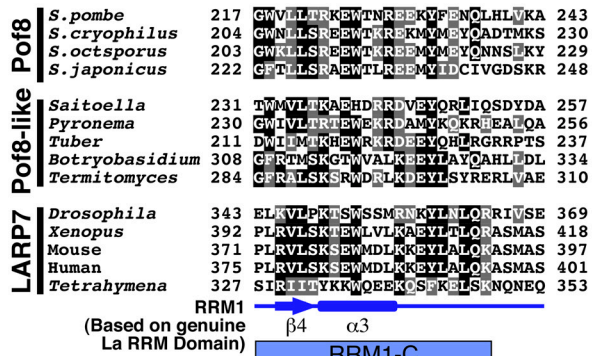 Pof8
S.pombe 217 GWVLLTRKEWTNREEKYFENQLHLVKA 243
S.cryophilus 204 GWNLLSREEWTKREKMYMEYQADTMKS 230
S.octsporus 203 GWKLLSREEWTKREEMYMEYQNNSLKY 229
S.japonicus 222 GFTLLSRAEWTLREEMYIDCIVGDSKR 248
Pof8-like
Saitoella 231 TWMVLTKAEHDRRDVEYQRLIQSDYDA 257
Pyronema 230 GWIVLTRTEWEKRDAMYKQKRHEALQA 256
Tuber 211 DWIIMTKHEWRKRDEEYQHLRGRRPTS 237
Botryobasidium 308 GFRTMSKGTWVALKEEYLAYQAHLLDL 334
Termitomyces 284 GFRALSKSRWDRLKDEYLSYRERLVAE 310
LARP7
Drosophila 343 ELKVLPKTSWSSMRNKYLNLQRRIVSE 369
Xenopus 392 PLRVLSKTEWLVLKAEYLTLQRASMAS 418
Mouse 371 PLRVLSKSEWMDLKKEYLALQKASMAS 397
Human 375 PLRVLSKSEWMDLKKEYLALQKASMAS 401
Tetrahymena 327 SIRIITYKKWQEEKQSFKELSKNQNEQ 353
RRM1
(Based on genuine β4 α3
La RRM Domain)
RRM1-C